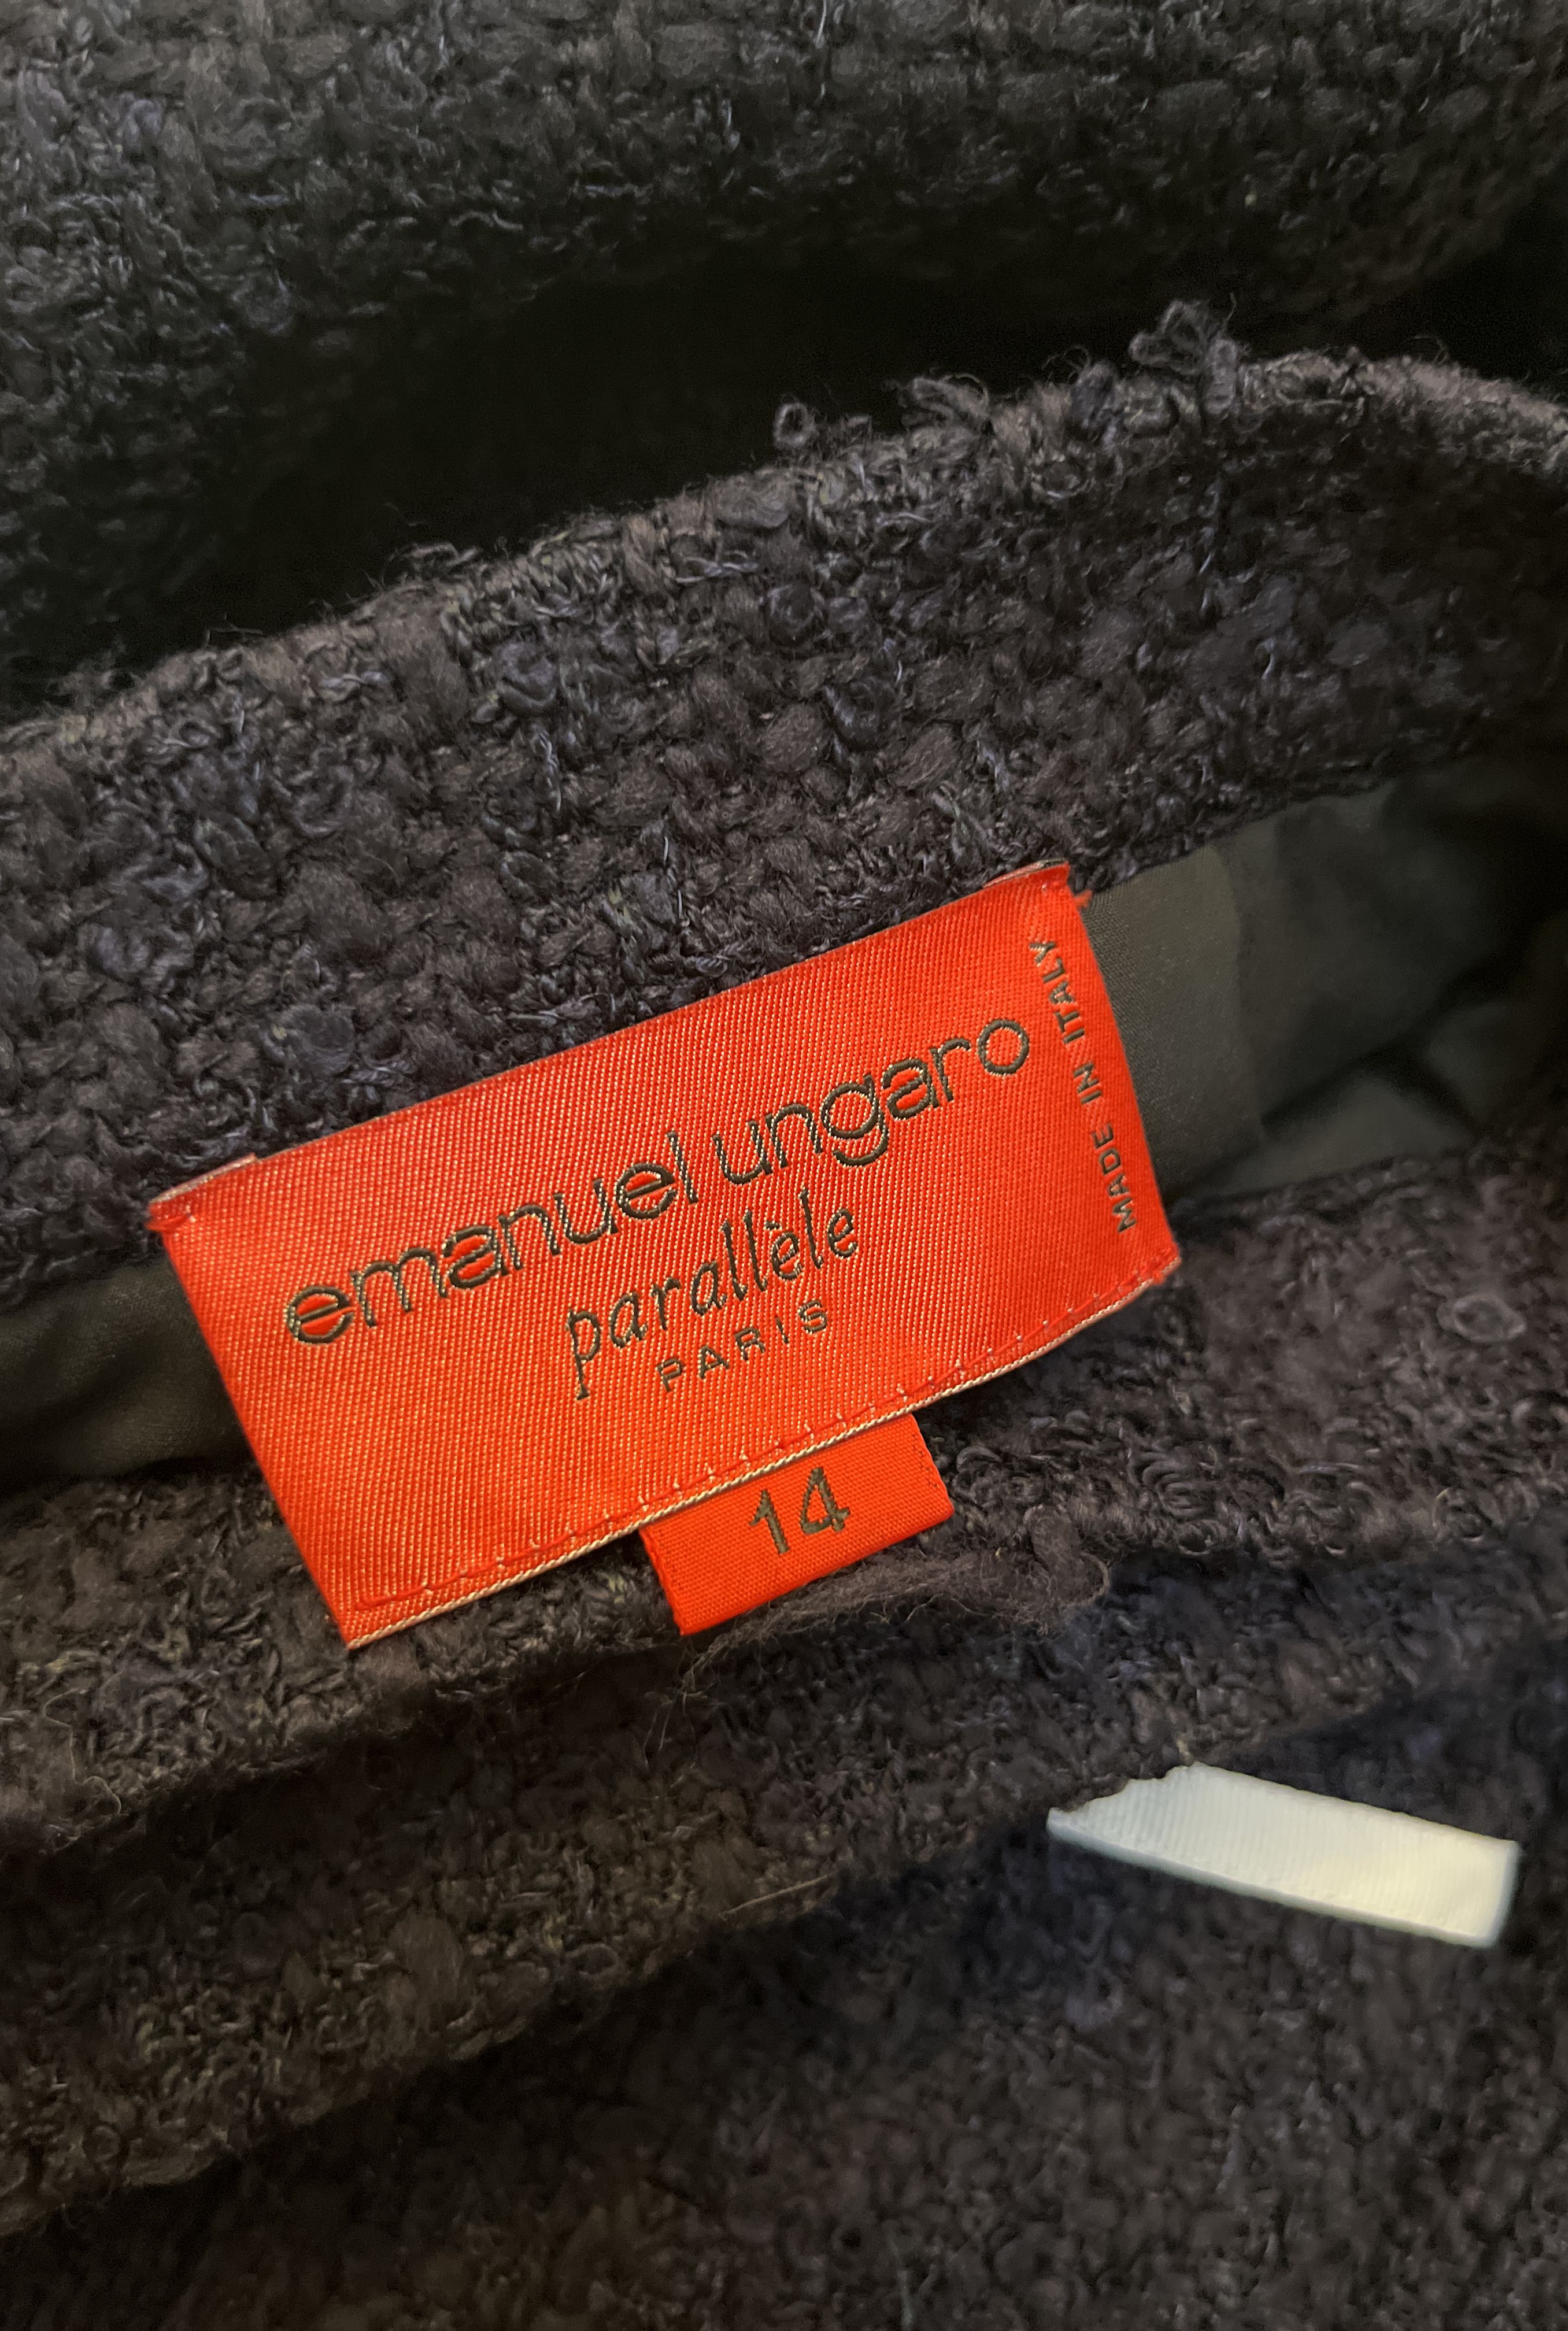 emanuel ungaro
parallèle
PARIS
MADE IN ITALY
14